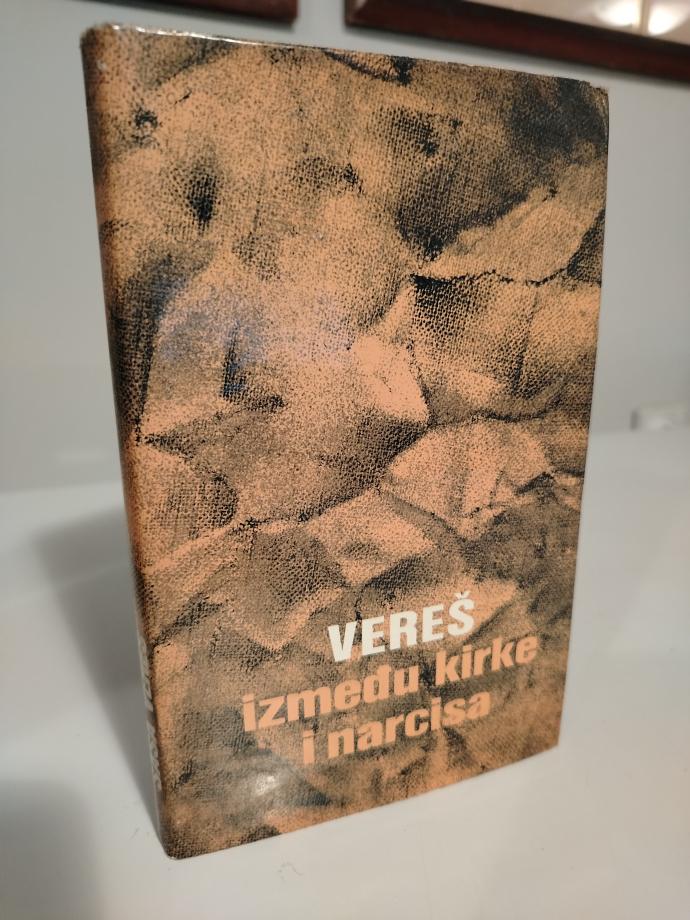 VEREŠ
između kirke
i narcisa